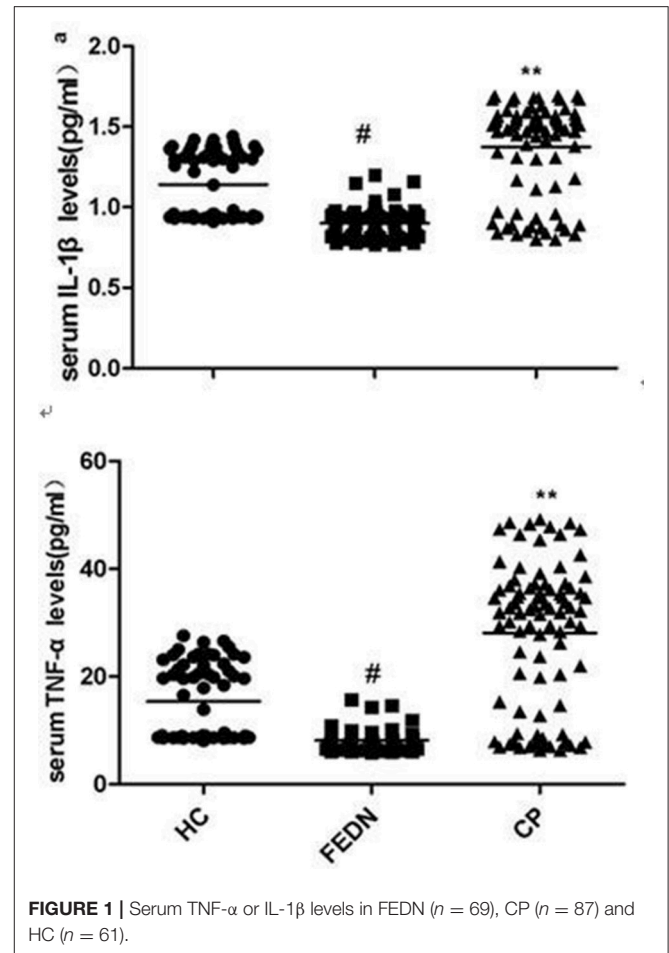 a
serum IL-1β levels(pg/ml)
2.0
1.5
1.0
0.5
0.0
#
**
↵
↵
serum TNF-α levels(pg/ml)
60
40
20
0
#
**
HC
FEDN
CP
FIGURE 1 | Serum TNF-α or IL-1β levels in FEDN (n = 69), CP (n = 87) and
HC (n = 61).